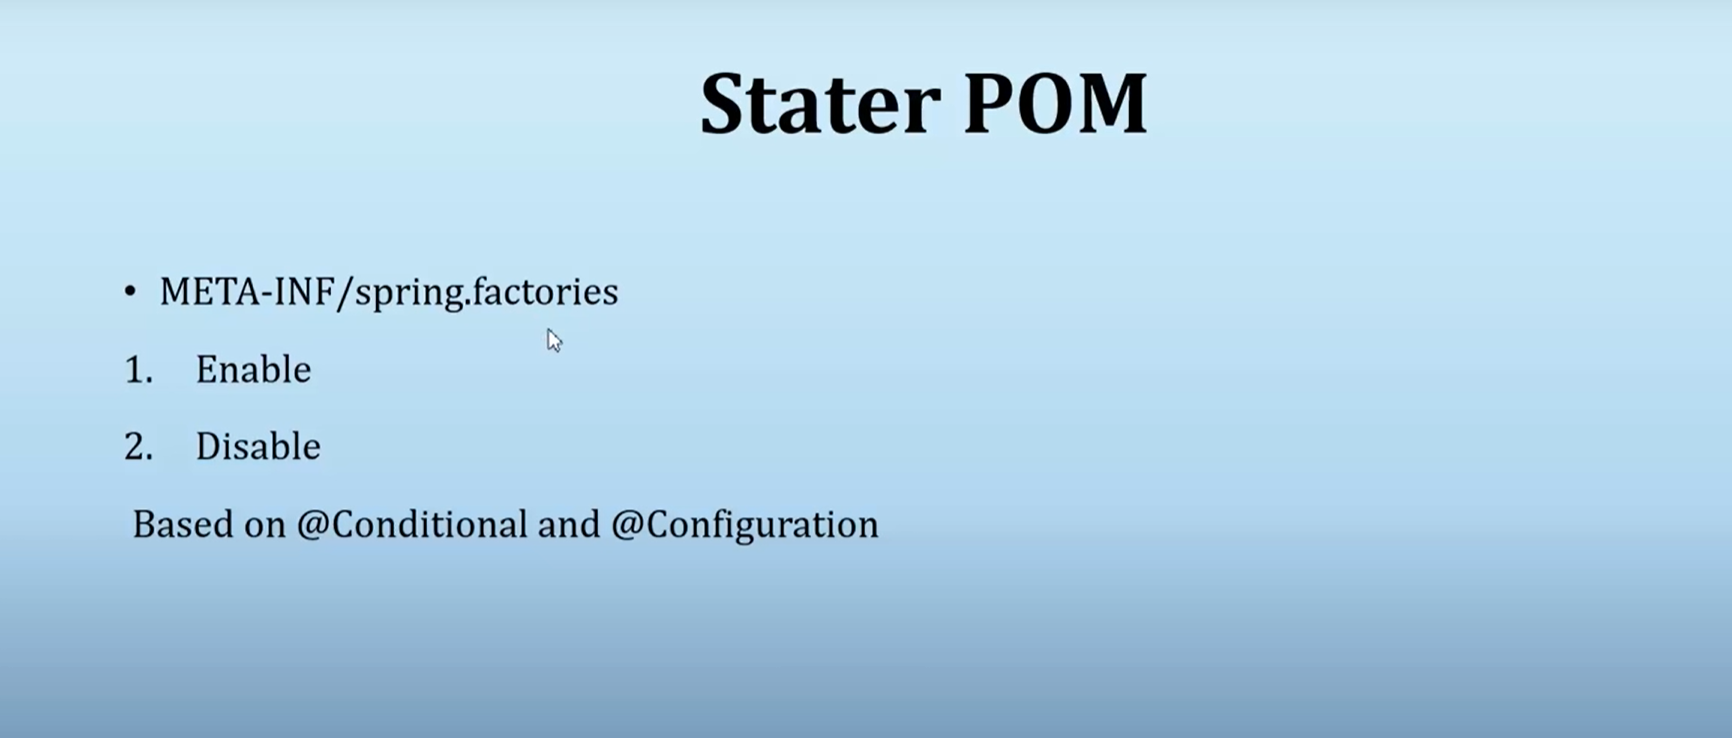 Stater POM
• META-INF/spring.factories
1. Enable
2. Disable
Based on @Conditional and @Configuration